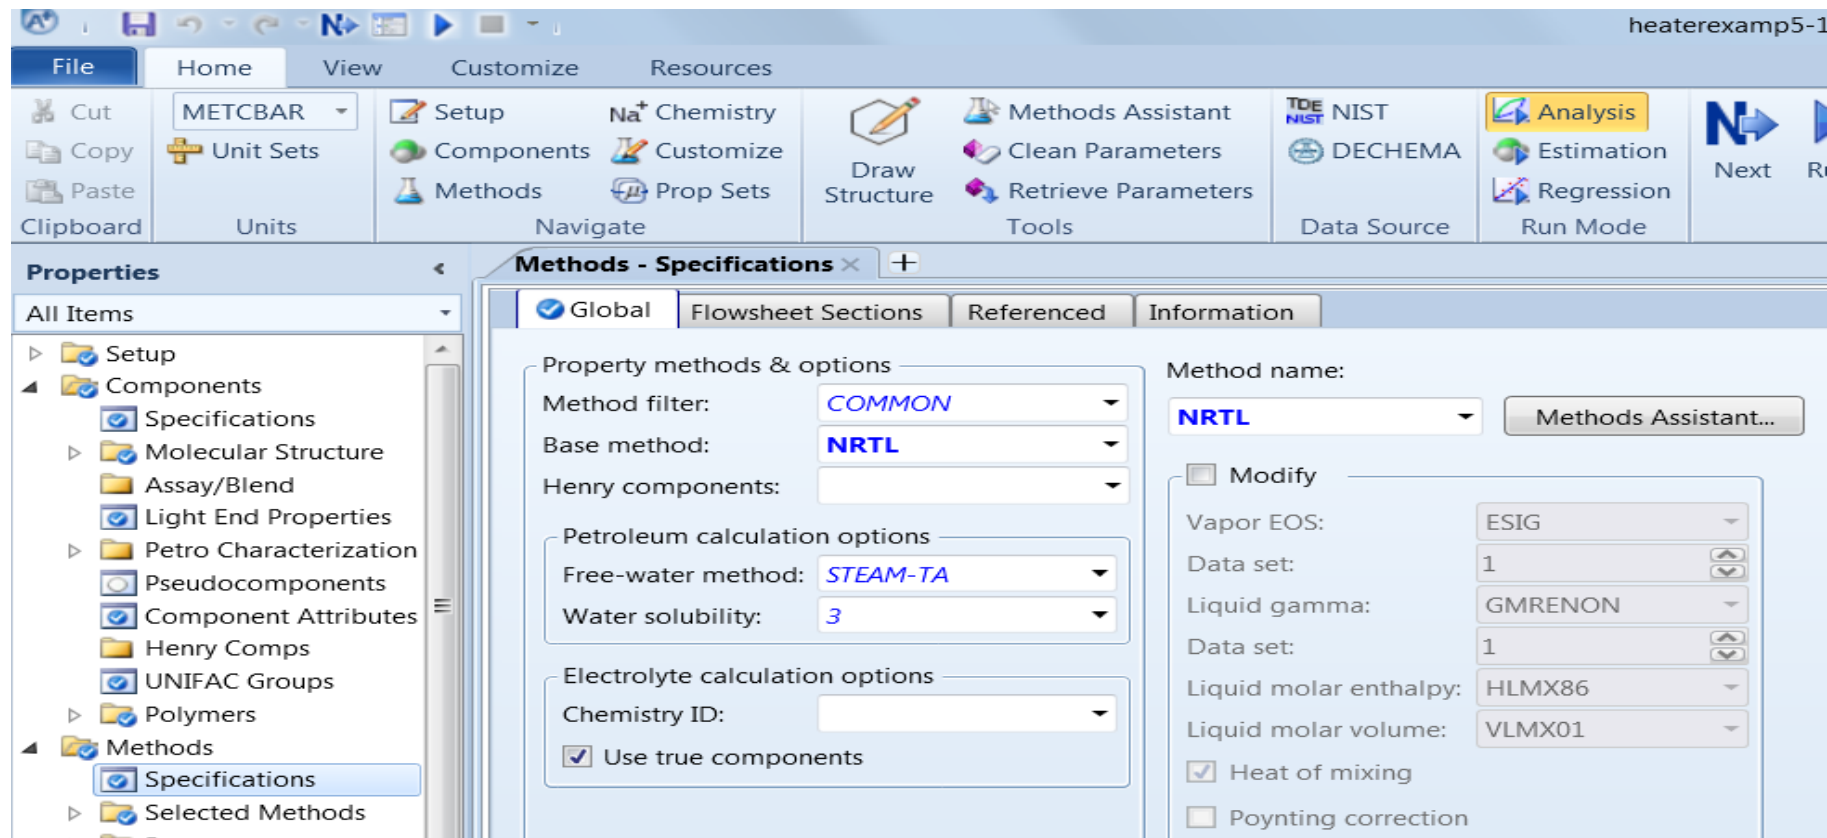 heaterexamp5-1
File Home View Customize Resources
Cut METCBAR Setup Na+ Chemistry Methods Assistant TDE NIST NIST Analysis
Copy Unit Sets Components Customize Draw Structure Clean Parameters DECHEMA Estimation Next
Paste Methods Prop Sets Retrieve Parameters Regression
Clipboard Units Navigate Tools Data Source Run Mode
Properties
All Items
Setup
Components
Specifications
Molecular Structure
Assay/Blend
Light End Properties
Petro Characterization
Pseudocomponents
Component Attributes
Henry Comps
UNIFAC Groups
Polymers
Methods
Specifications
Selected Methods
Methods - Specifications
Global Flowsheet Sections Referenced Information
Property methods & options
Method filter: COMMON
Base method: NRTL
Henry components:
Petroleum calculation options
Free-water method: STEAM-TA
Water solubility: 3
Electrolyte calculation options
Chemistry ID:
Use true components
Method name:
NRTL Methods Assistant...
Modify
Vapor EOS: ESIG
Data set: 1
Liquid gamma: GMRENON
Data set: 1
Liquid molar enthalpy: HLMX86
Liquid molar volume: VLMX01
Heat of mixing
Poynting correction